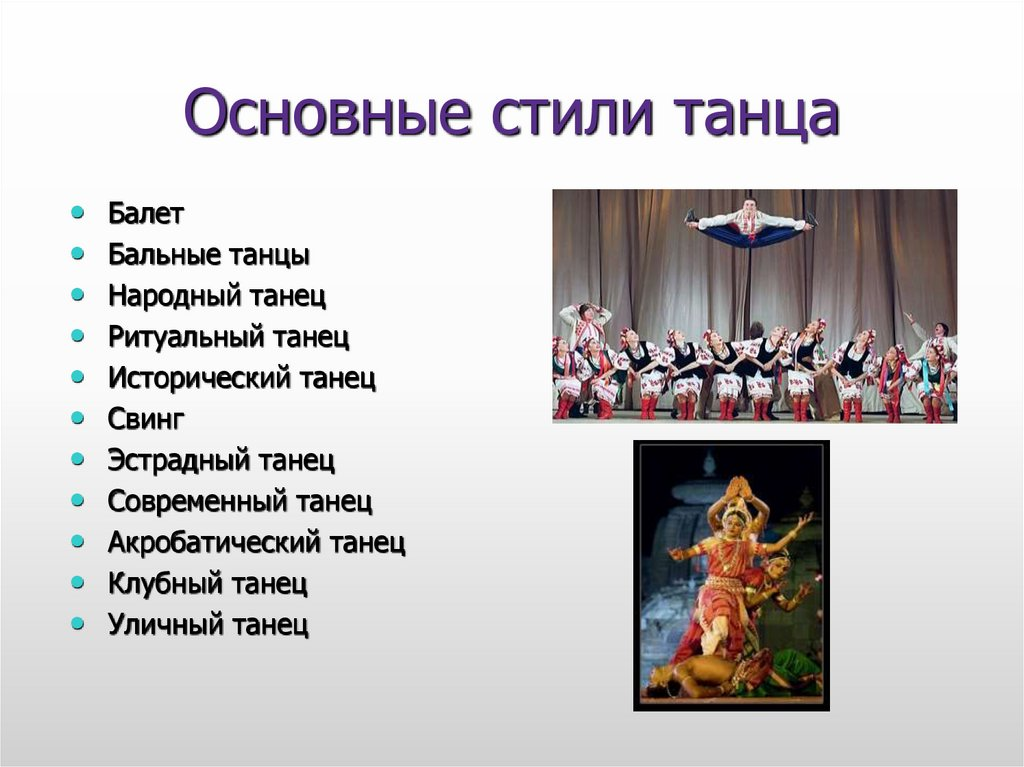 Основные стили танца
Балет
Бальные танцы
Народный танец
Ритуальный танец
Исторический танец
Свинг
Эстрадный танец
Современный танец
Акробатический танец
Клубный танец
Уличный танец